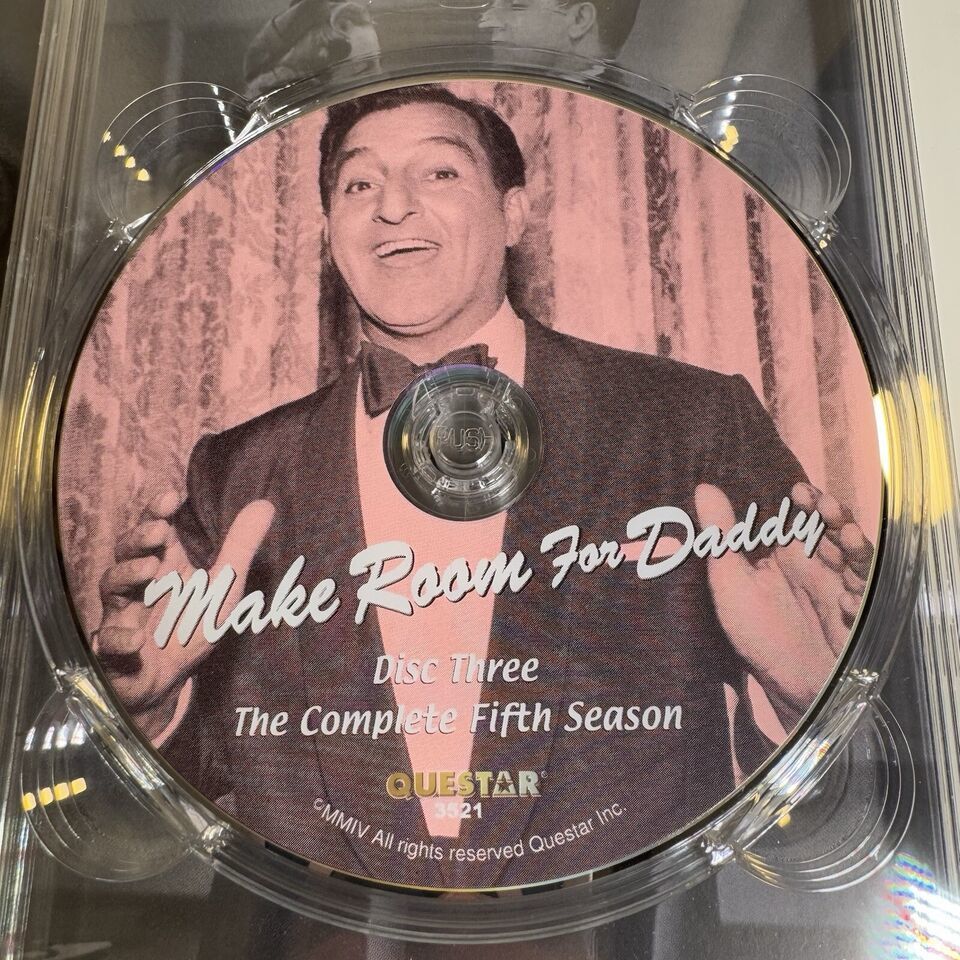 PUSH
Make Room For Daddy
Disc Three
The Complete Fifth Season
QUESTAR®
3521
©MMIV All rights reserved Questar Inc.